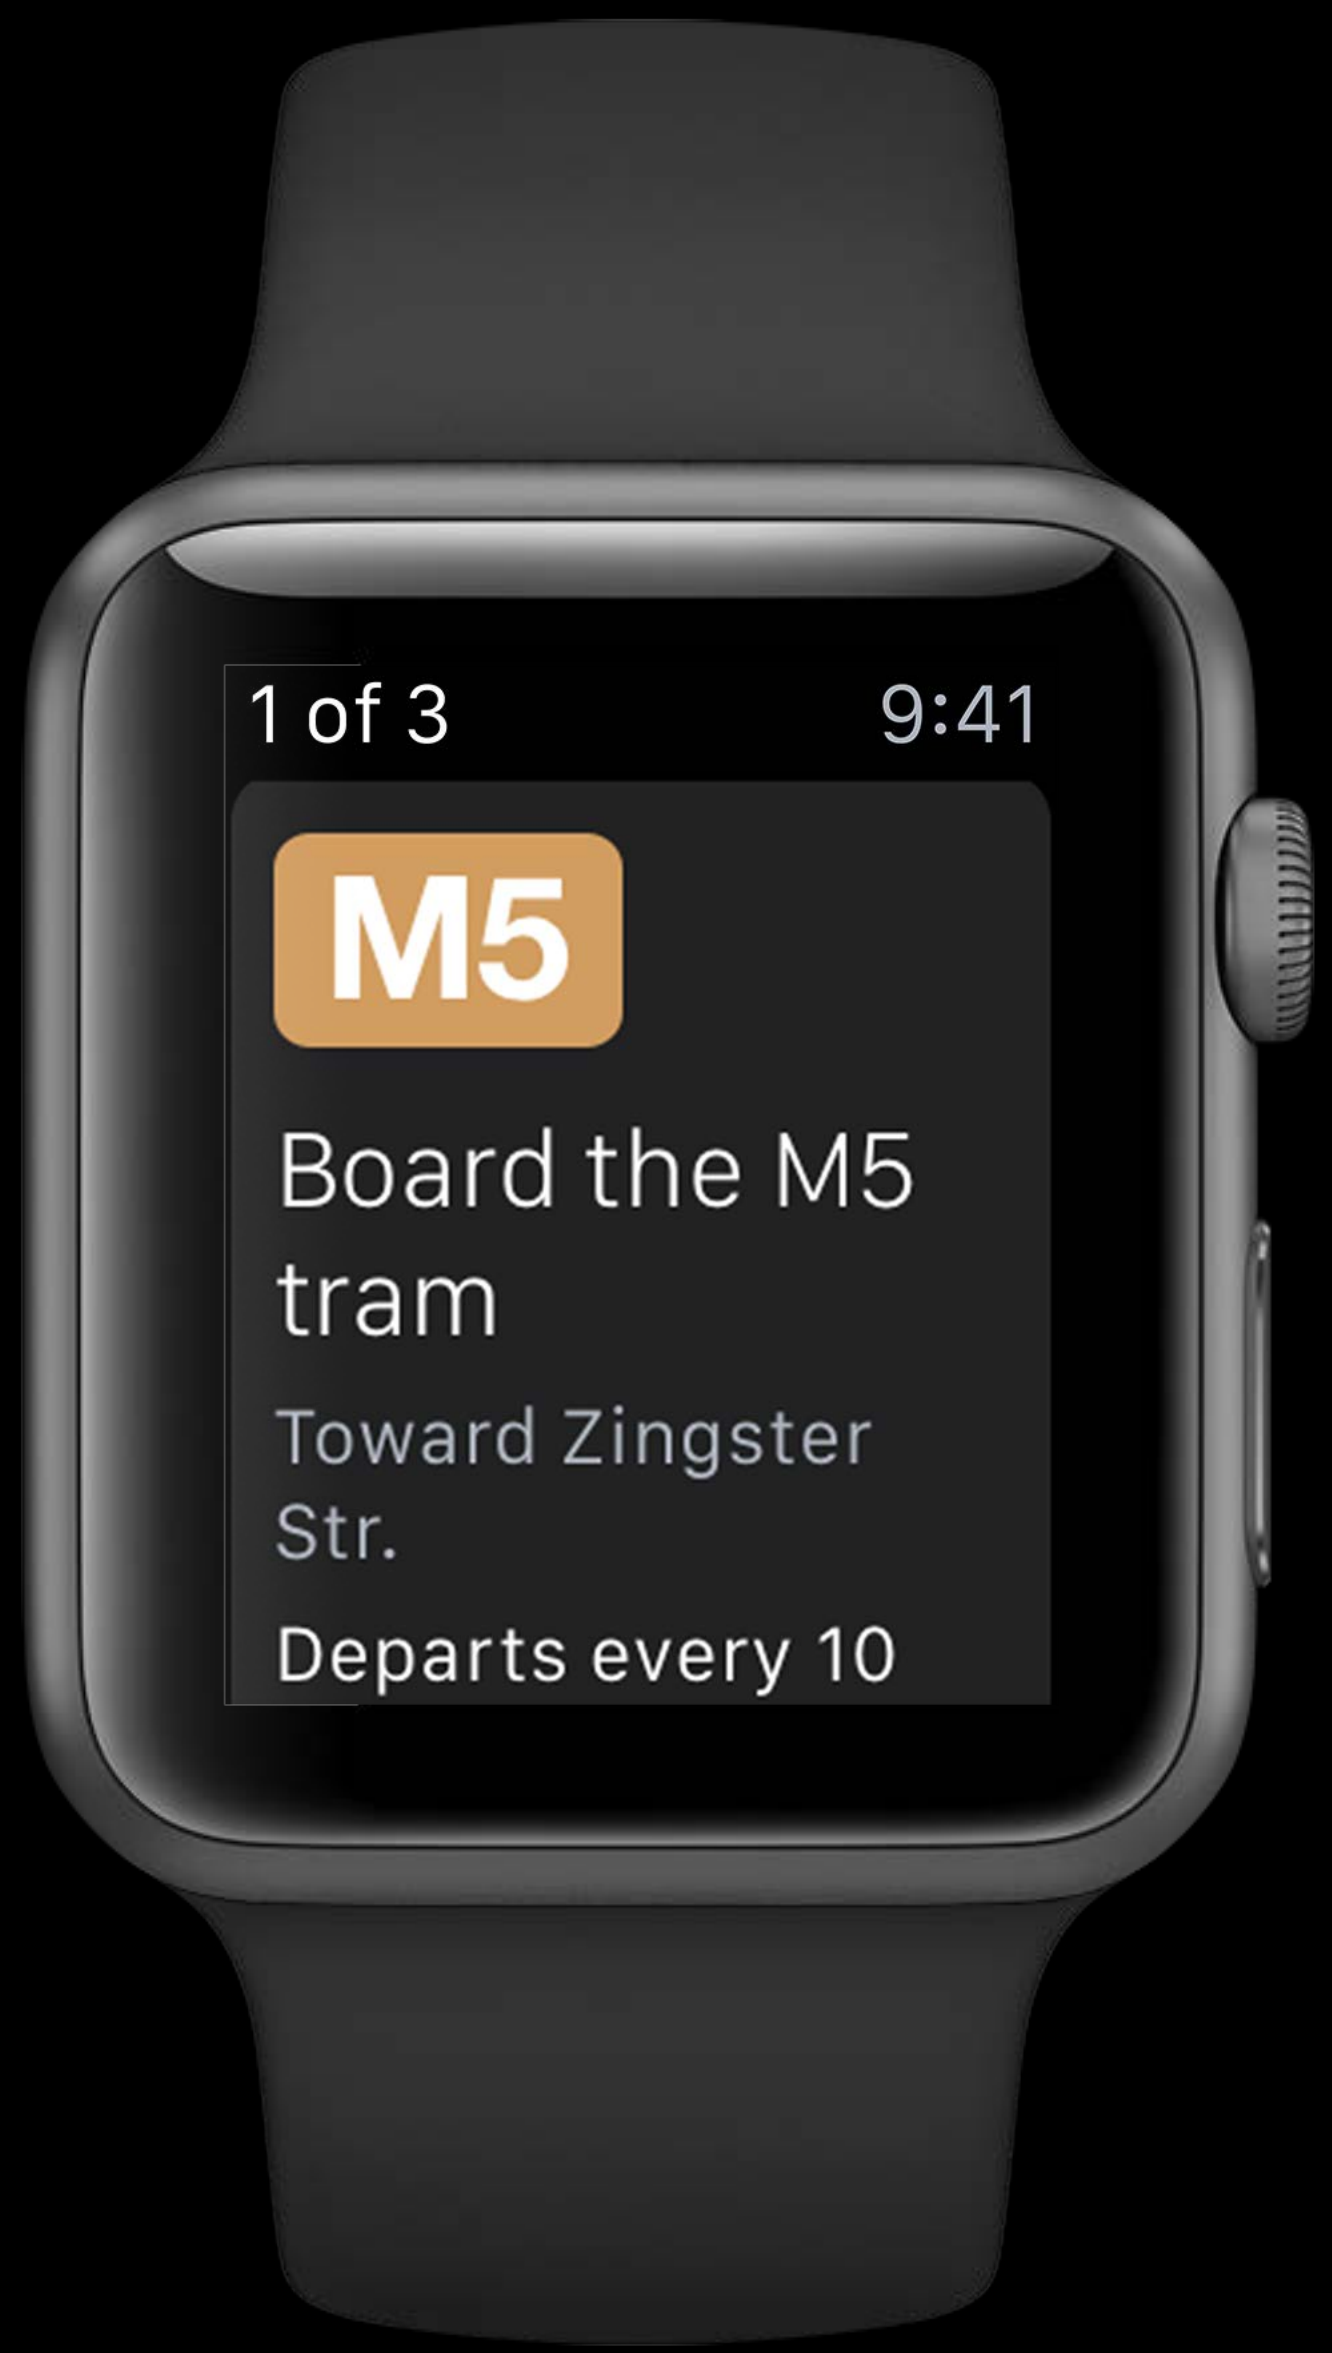 1 of 3 9:41
M5
Board the M5
tram
Toward Zingster
Str.
Departs every 10